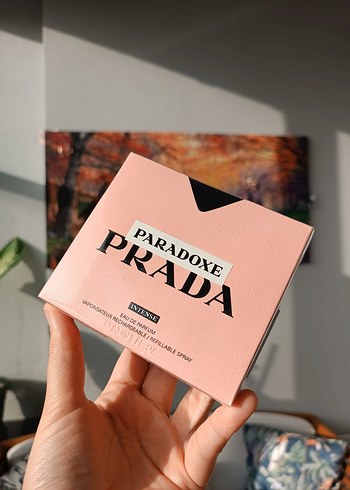 PARADOXE
PRADA
INTENSE
EAU DE PARFUM
VAPORISATEUR RECHARGEABLE / REFILLABLE SPRAY